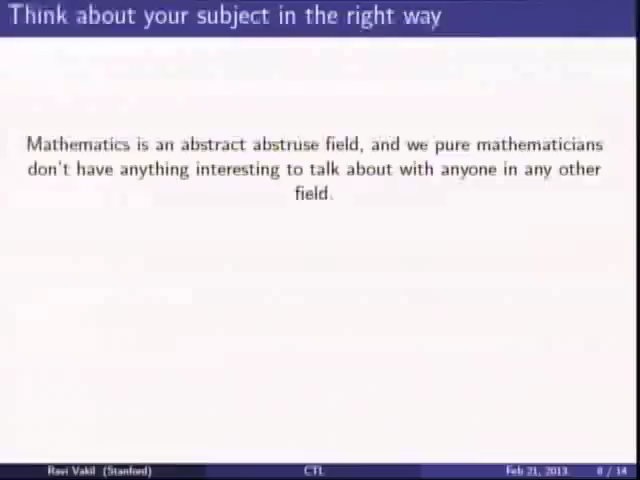 Think about your subject in the right way
Mathematics is an abstract abstruse field, and we pure mathematicians
don't have anything interesting to talk about with anyone in any other
field.
Ravi Vakil (Stanford)
CTL
Feb 21, 2013
8 / 14